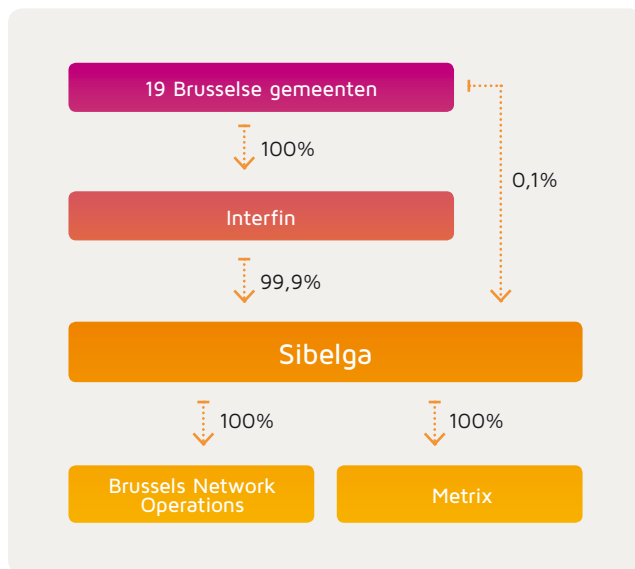 19 Brusselse gemeenten
100%
0,1%
Interfin
99,9%
Sibelga
100%
100%
Brussels Network
Operations
Metrix